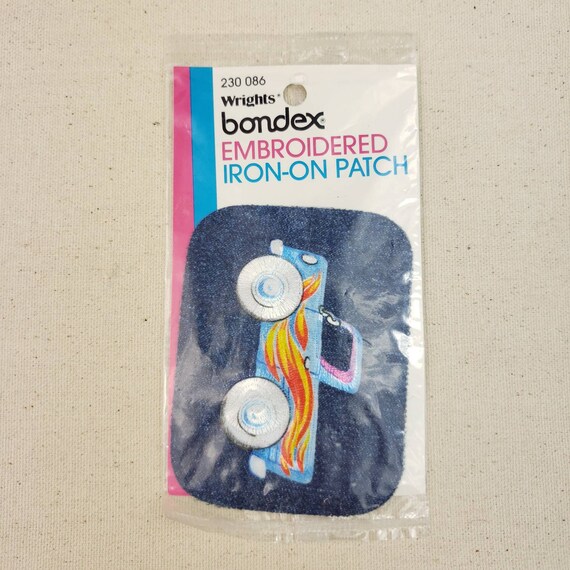 230 086
Wrights®
bondex®
EMBROIDERED
IRON-ON PATCH